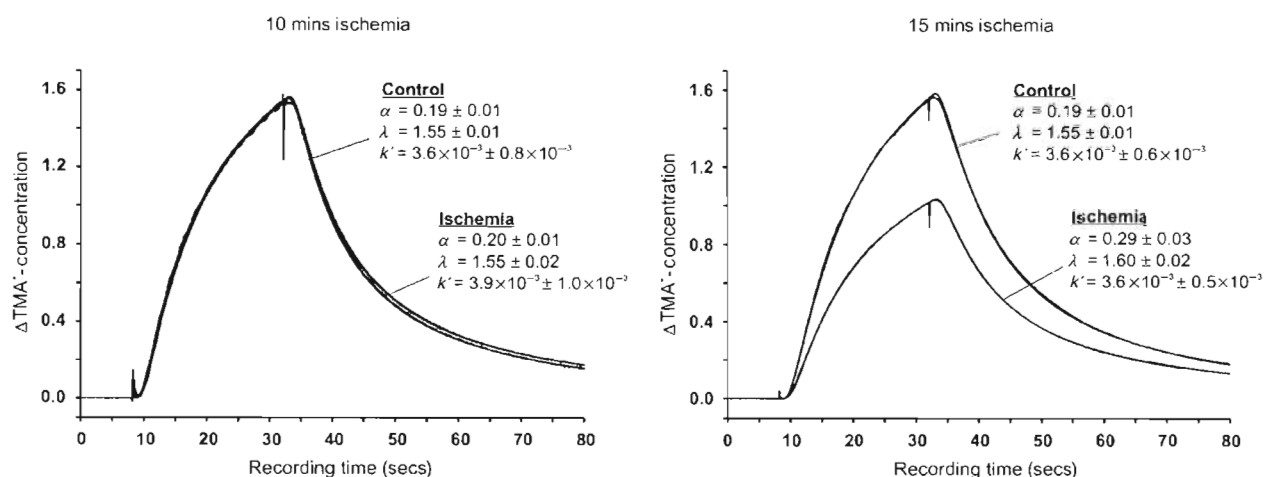 10 mins ischemia
ΔTMA⁺-concentration
1.6
1.2
0.8
0.4
0.0
Control
α = 0.19 ± 0.01
λ = 1.55 ± 0.01
k′ = 3.6×10⁻³ ± 0.8×10⁻³
Ischemia
α = 0.20 ± 0.01
λ = 1.55 ± 0.02
k′ = 3.9×10⁻³ ± 1.0×10⁻³
0 10 20 30 40 50 60 70 80
Recording time (secs)
15 mins ischemia
ΔTMA⁺-concentration
1.6
1.2
0.8
0.4
0.0
Control
α = 0.19 ± 0.01
λ = 1.55 ± 0.01
k′ = 3.6×10⁻³ ± 0.6×10⁻³
Ischemia
α = 0.29 ± 0.03
λ = 1.60 ± 0.02
k′ = 3.6×10⁻³ ± 0.5×10⁻³
0 10 20 30 40 50 60 70 80
Recording time (secs)